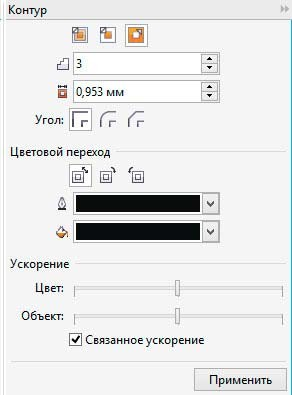 Контур
3
0,953 мм
Угол:
Цветовой переход
Ускорение
Цвет:
Объект:
Связанное ускорение
Применить